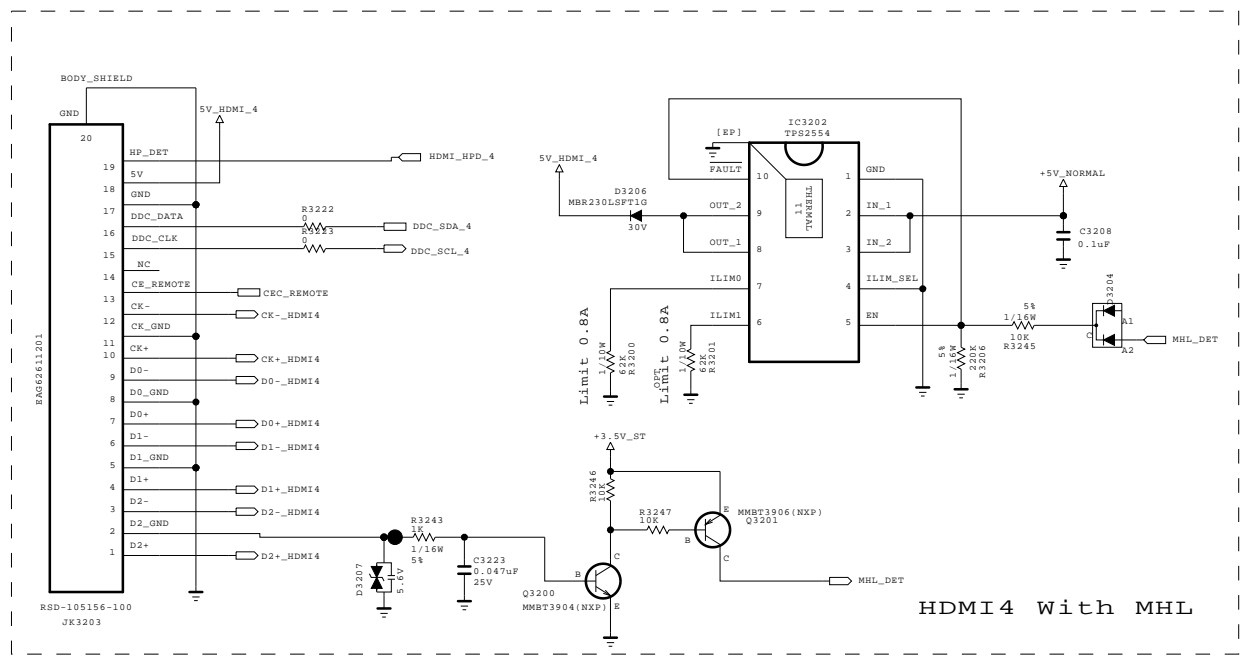 BODY_SHIELD
GND
20
5V_HDMI_4
HP_DET
19
HDMI_HPD_4
5V
18
GND
17
DDC_DATA
16
R3222
0
DDC_SDA_4
DDC_CLK
15
R3223
0
DDC_SCL_4
NC
14
CE_REMOTE
13
CEC_REMOTE
CK-
12
CK-_HDMI4
CK_GND
11
CK+
10
CK+_HDMI4
D0-
9
D0-_HDMI4
D0_GND
8
D0+
7
D0+_HDMI4
D1-
6
D1-_HDMI4
D1_GND
5
D1+
4
D1+_HDMI4
D2-
3
D2-_HDMI4
D2_GND
2
D2+
1
D2+_HDMI4
EAG62611201
RSD-105156-100
JK3203
R3243
1K
1/16W
5%
D3207
5.6V
C3223
0.047uF
25V
Q3200
MMBT3904(NXP)
B
C
E
+3.5V_ST
R3246
10K
R3247
10K
MMBT3906(NXP)
Q3201
E
B
C
MHL_DET
IC3202
TPS2554
[EP]
THERMAL
11
FAULT
10
1
GND
5V_HDMI_4
D3206
MBR230LSFT1G
30V
OUT_2
9
2
IN_1
OUT_1
8
3
IN_2
ILIM0
7
4
ILIM_SEL
ILIM1
6
5
EN
+5V_NORMAL
C3208
0.1uF
Limit 0.8A
1/10W
62K
R3200
Limit 0.8A
OPT
1/10W
62K
R3201
5%
1/16W
220K
R3206
5%
1/16W
10K
R3245
D3204
A1
C
A2
MHL_DET
HDMI4 With MHL